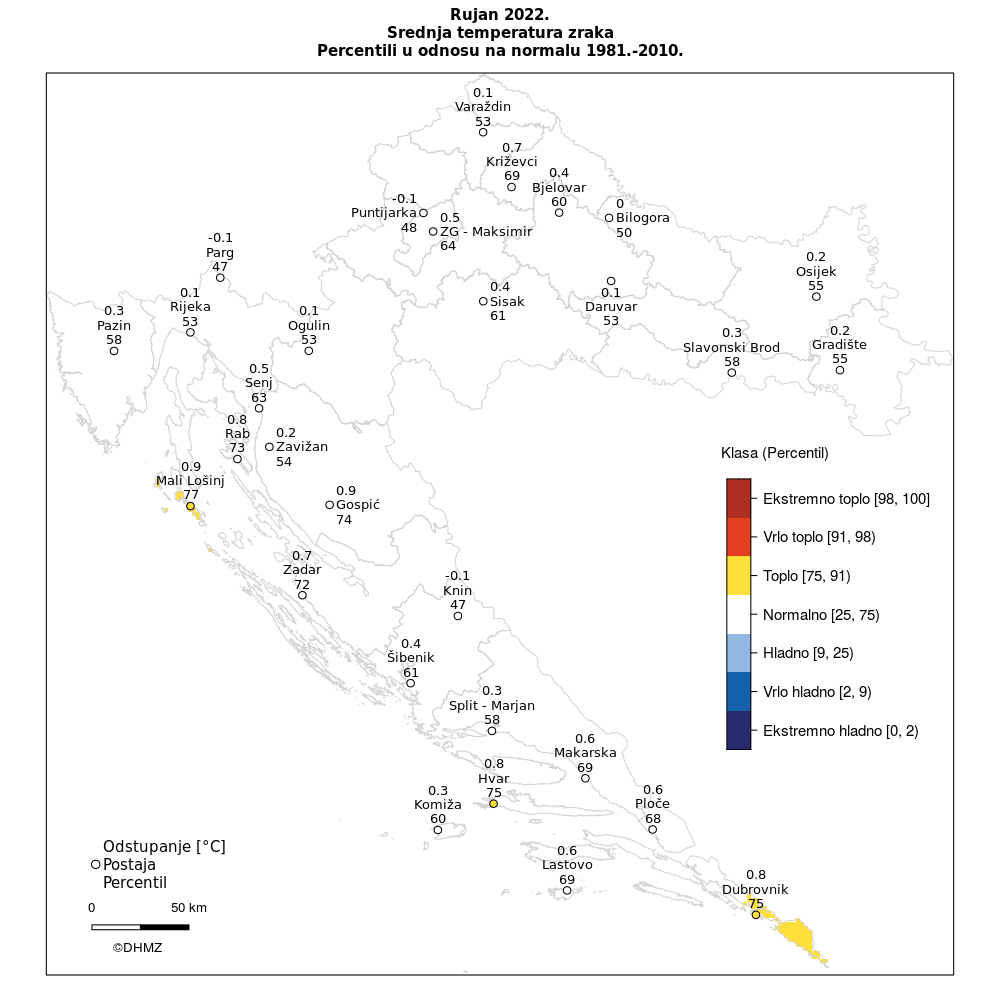 Rujan 2022.
Srednja temperatura zraka
Percentili u odnosu na normalu 1981.-2010.
0.1
Varaždin
53
0.7
Križevci
69
0.4
Bjelovar
60
-0.1
Puntijarka
48
0.5
ZG - Maksimir
64
0
Bilogora
50
-0.1
Parg
47
0.2
Osijek
55
0.1
Rijeka
53
0.3
Pazin
58
0.1
Ogulin
53
0.4
Sisak
61
0.1
Daruvar
53
0.3
Slavonski Brod
58
0.2
Gradište
55
0.5
Senj
63
0.8
Rab
73
0.2
Zavižan
54
0.9
Mali Lošinj
77
0.9
Gospić
74
0.7
Zadar
72
-0.1
Knin
47
0.4
Šibenik
61
0.3
Split - Marjan
58
0.6
Makarska
69
0.8
Hvar
75
0.3
Komiža
60
0.6
Ploče
68
0.6
Lastovo
69
0.8
Dubrovnik
75
Klasa (Percentil)
Ekstremno toplo [98, 100]
Vrlo toplo [91, 98)
Toplo [75, 91)
Normalno [25, 75)
Hladno [9, 25)
Vrlo hladno [2, 9)
Ekstremno hladno [0, 2)
Odstupanje [°C]
Postaja
Percentil
0 50 km
©DHMZ